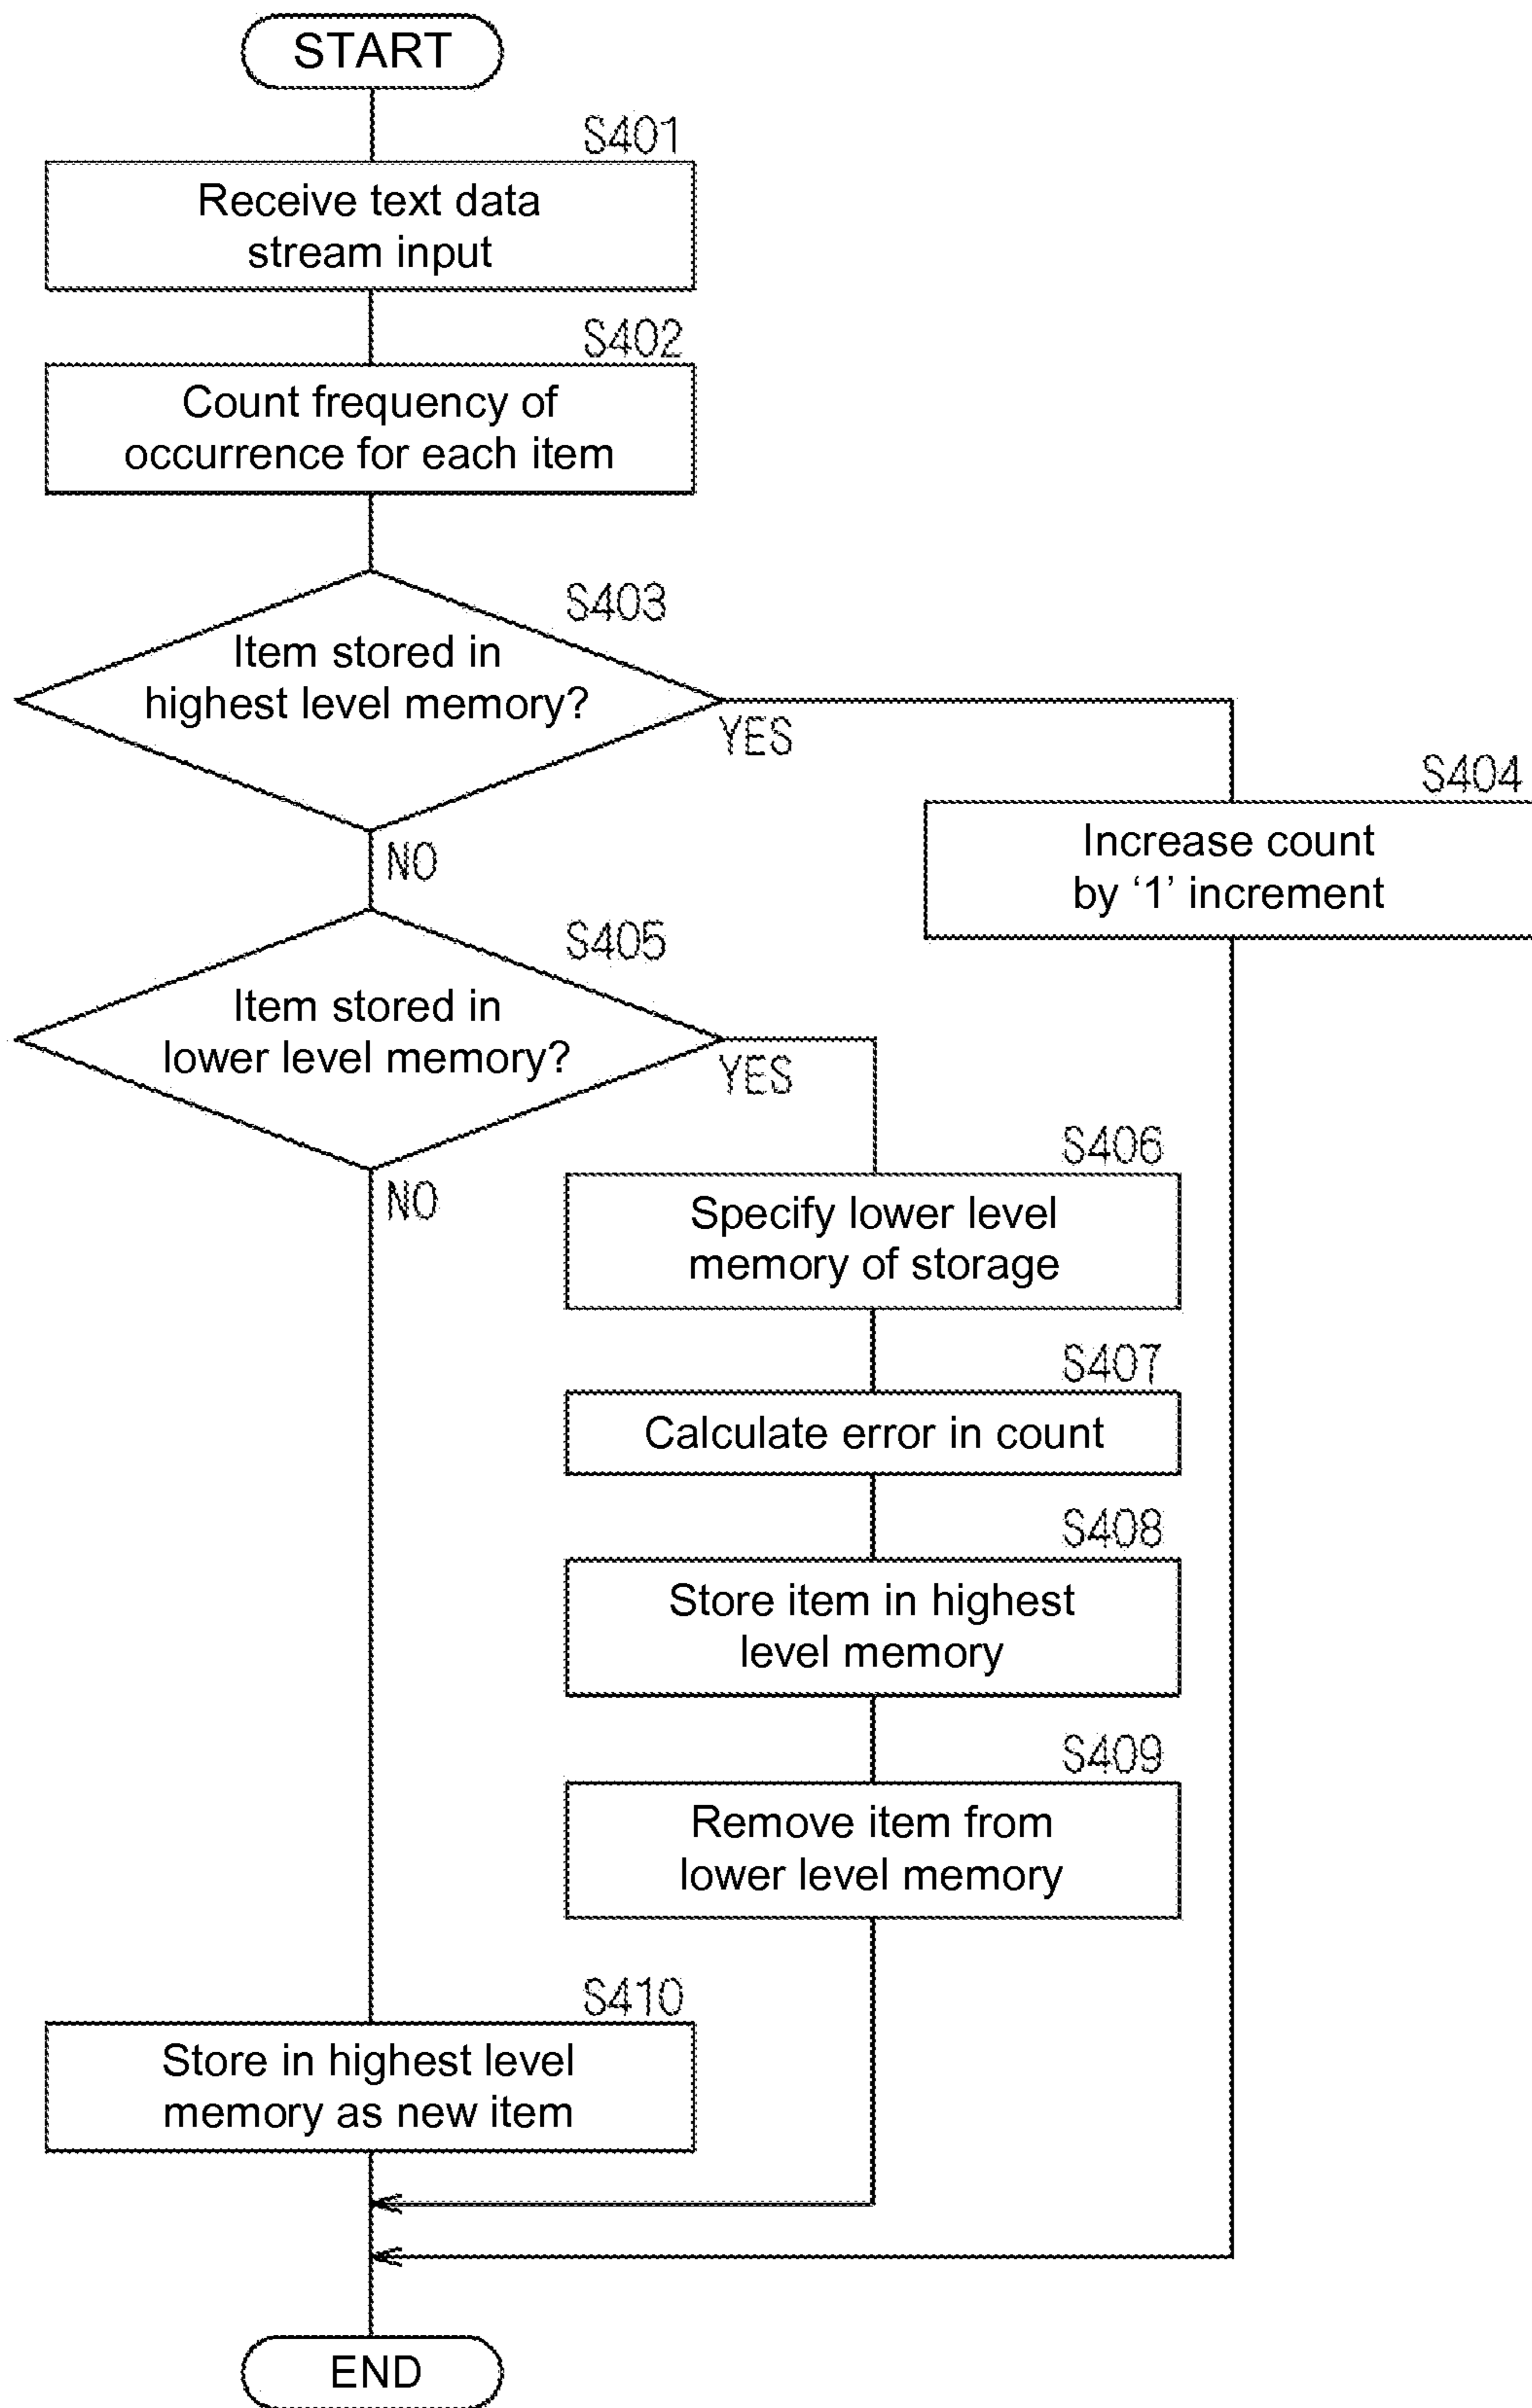 START
S401
Receive text data
stream input
S402
Count frequency of
occurrence for each item
S403
Item stored in
highest level memory?
YES
NO
S404
Increase count
by ‘1’ increment
S405
Item stored in
lower level memory?
YES
NO
S406
Specify lower level
memory of storage
S407
Calculate error in count
S408
Store item in highest
level memory
S409
Remove item from
lower level memory
S410
Store in highest level
memory as new item
END